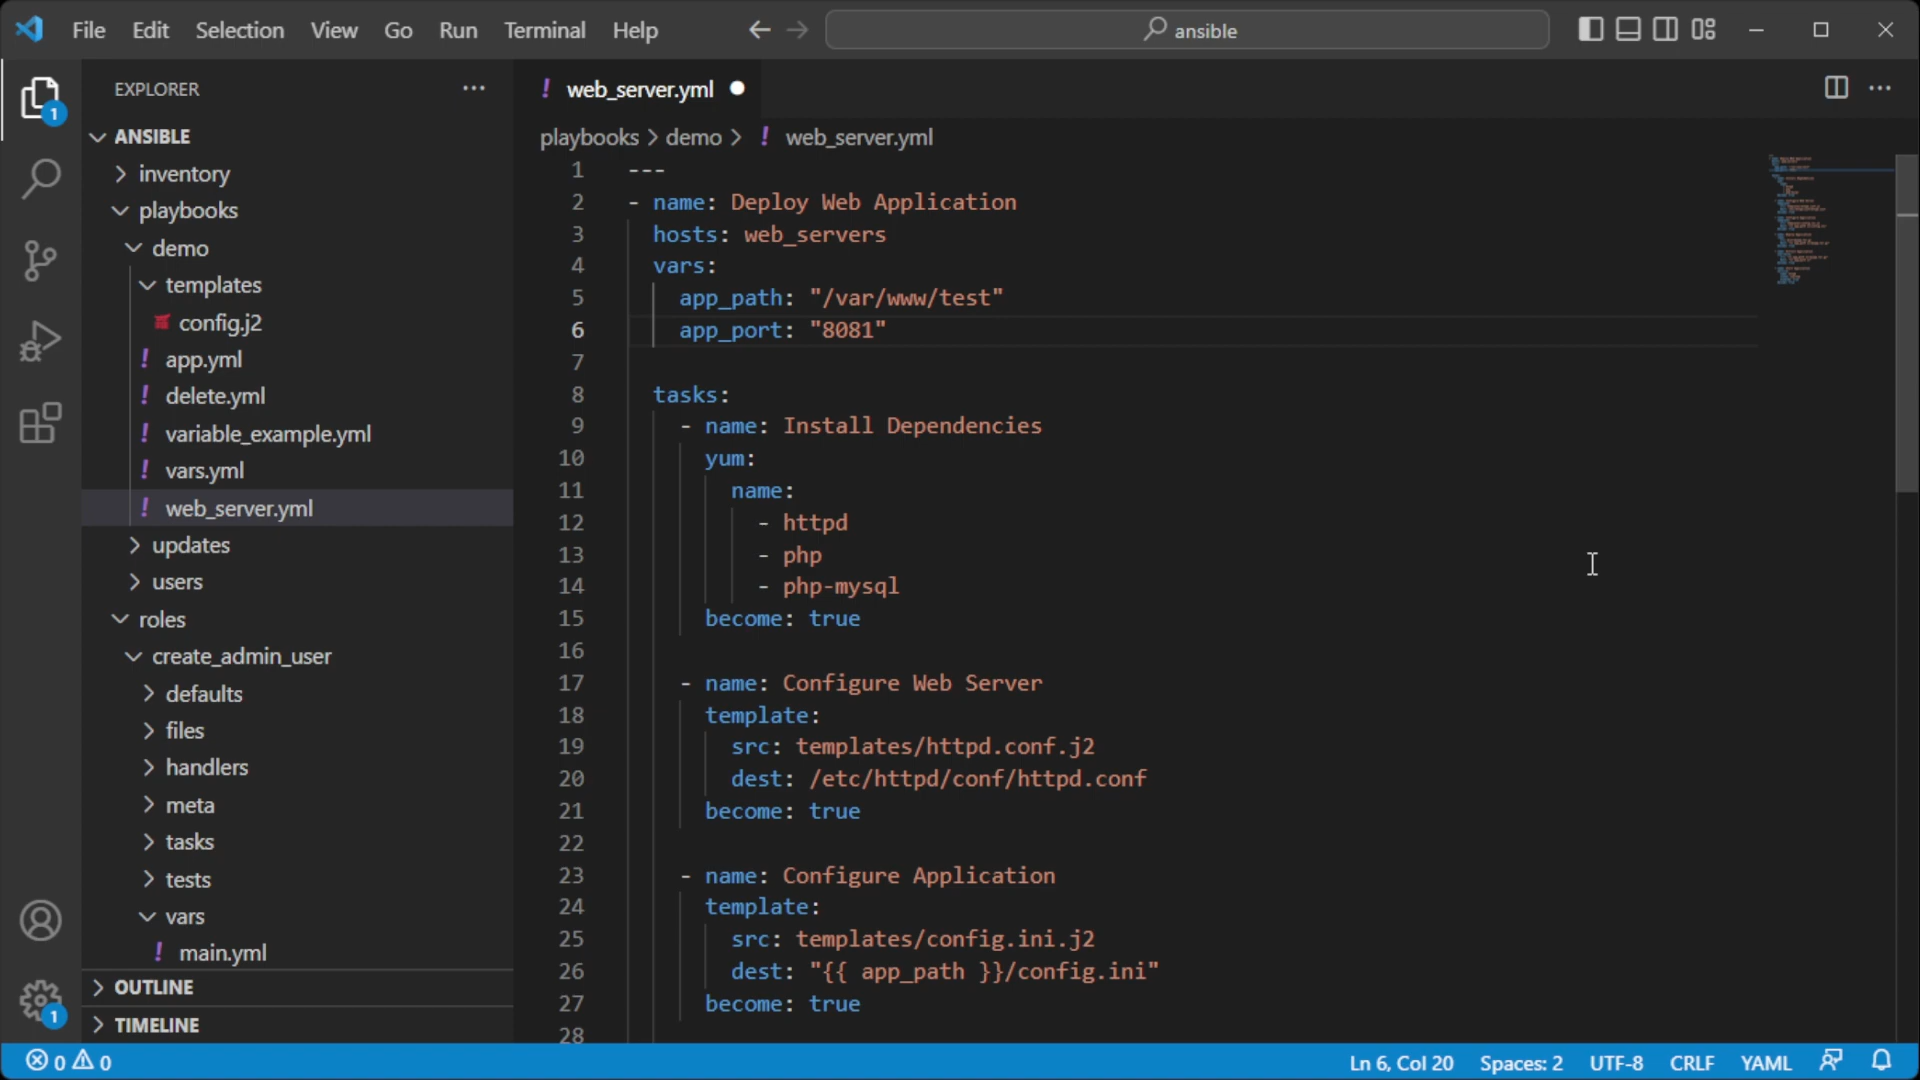 File Edit Selection View Go Run Terminal Help
ansible
EXPLORER
1
ANSIBLE
inventory
playbooks
demo
templates
config.j2
! app.yml
! delete.yml
! variable_example.yml
! vars.yml
! web_server.yml
updates
users
roles
create_admin_user
defaults
files
handlers
meta
tasks
tests
vars
! main.yml
OUTLINE
1
TIMELINE
! web_server.yml
playbooks > demo > ! web_server.yml
1 ---
2 - name: Deploy Web Application
3 hosts: web_servers
4 vars:
5 app_path: "/var/www/test"
6 app_port: "8081"
7
8 tasks:
9 - name: Install Dependencies
10 yum:
11 name:
12 - httpd
13 - php
14 - php-mysql
15 become: true
16
17 - name: Configure Web Server
18 template:
19 src: templates/httpd.conf.j2
20 dest: /etc/httpd/conf/httpd.conf
21 become: true
22
23 - name: Configure Application
24 template:
25 src: templates/config.ini.j2
26 dest: "{{ app_path }}/config.ini"
27 become: true
28
0 0 Ln 6, Col 20 Spaces: 2 UTF-8 CRLF YAML